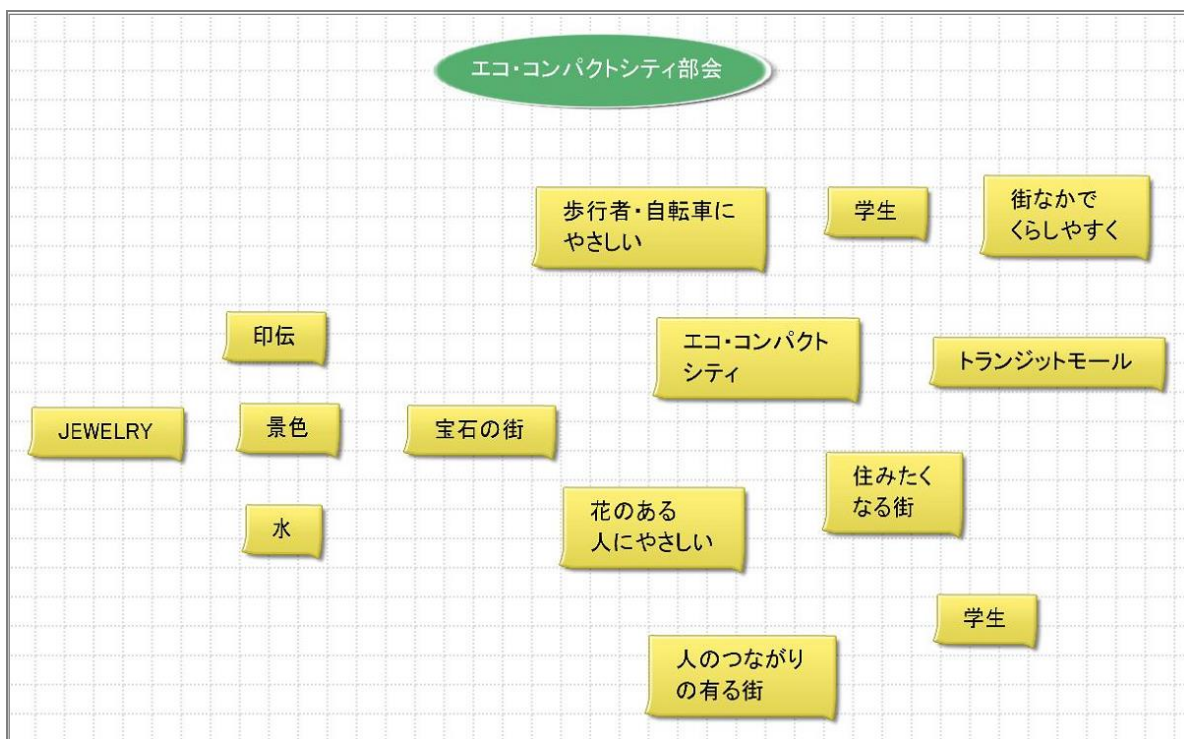 エコ・コンパクトシティ部会
歩行者・自転車に
やさしい
学生
街なかで
くらしやすく
印伝
エコ・コンパクト
シティ
トランジットモール
JEWELRY
景色
宝石の街
水
花のある
人にやさしい
住みたく
なる街
学生
人のつながり
の有る街